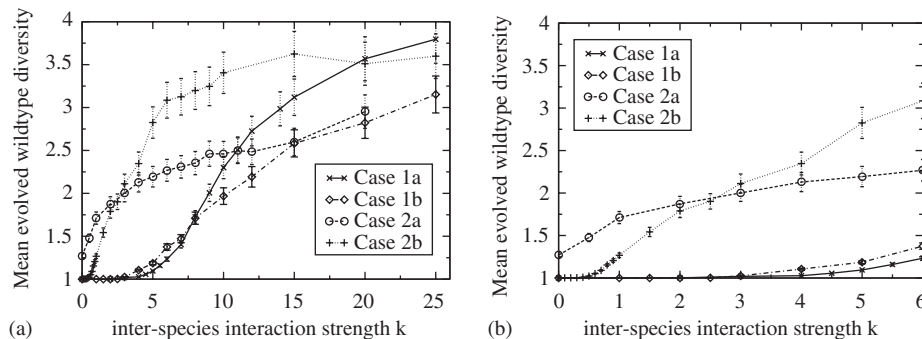 Mean evolved wildtype diversity
4
3.5
3
2.5
2
1.5
1
0 5 10 15 20 25
Case 1a
Case 1b
Case 2a
Case 2b
(a)
inter-species interaction strength k
Mean evolved wildtype diversity
4
3.5
3
2.5
2
1.5
1
0 1 2 3 4 5 6
Case 1a
Case 1b
Case 2a
Case 2b
(b)
inter-species interaction strength k